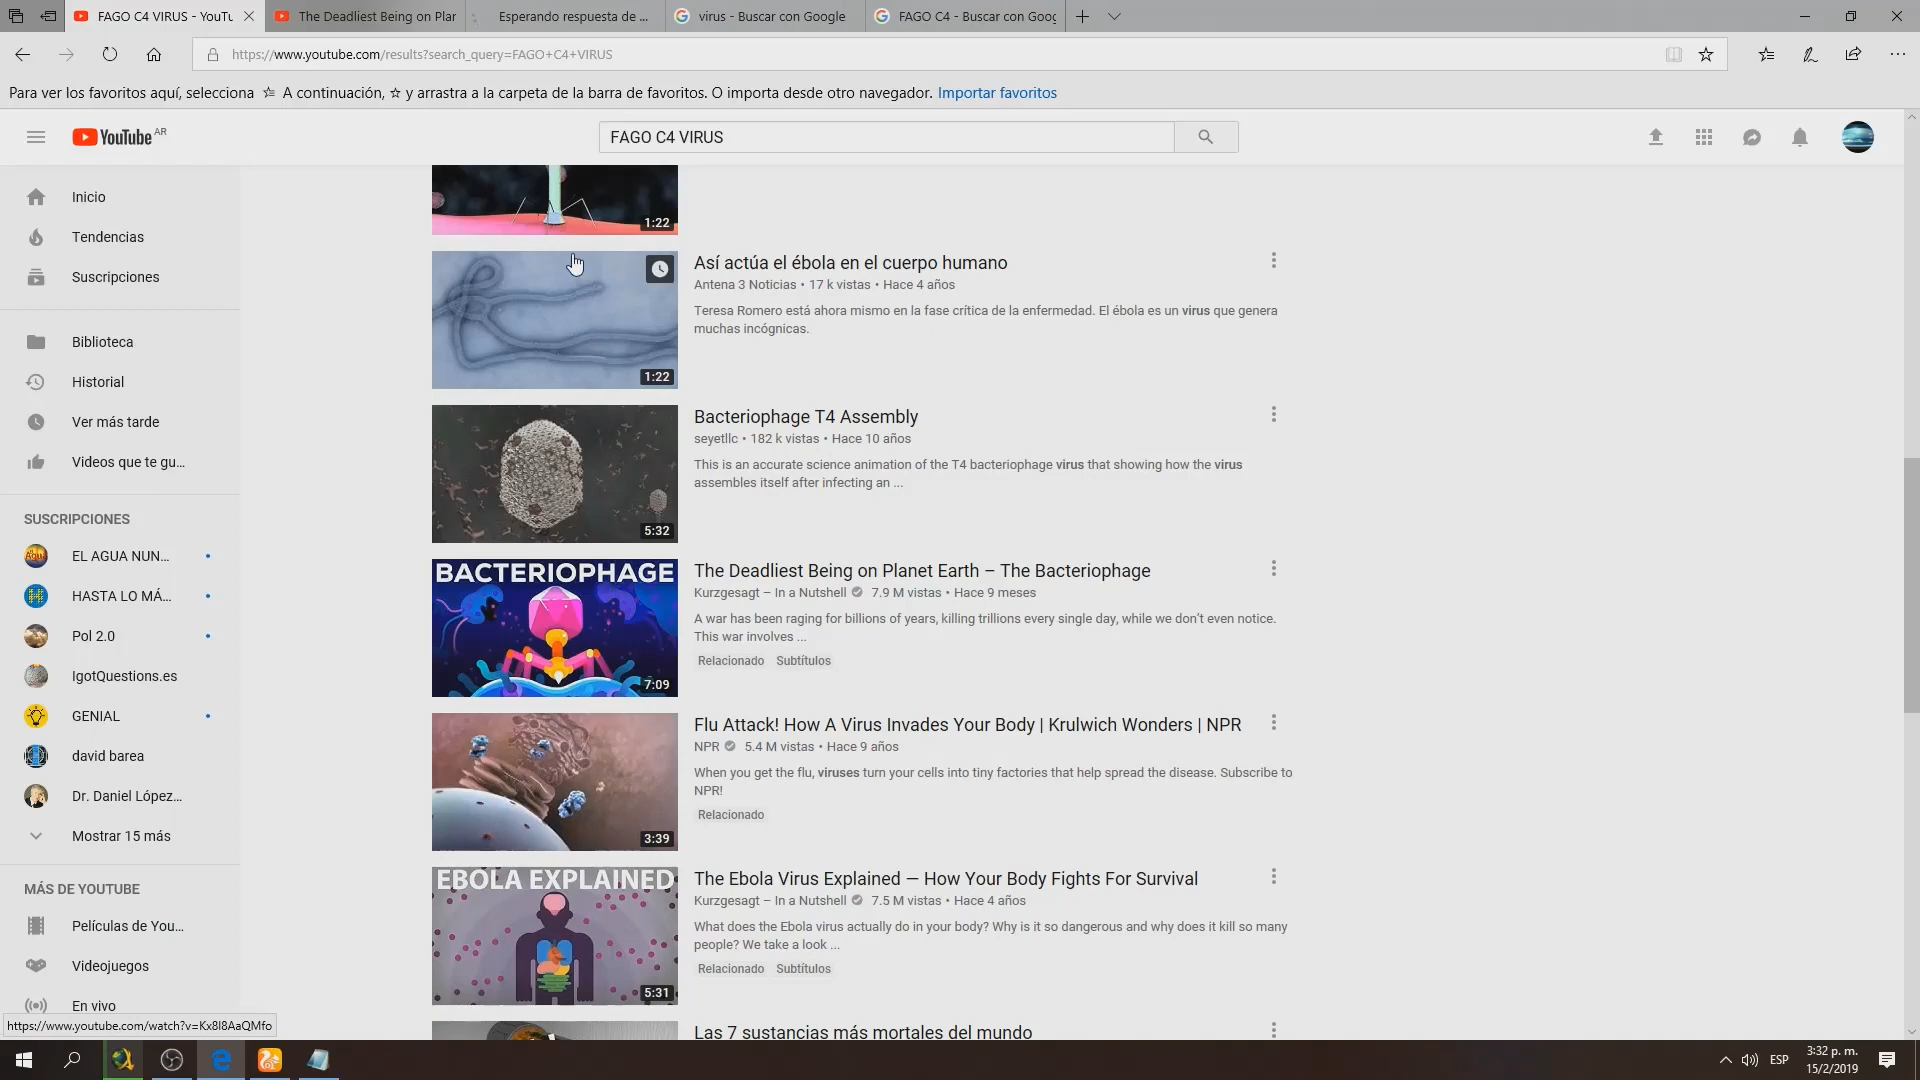 FAGO C4 VIRUS - YouTu
The Deadliest Being on Plar
Esperando respuesta de ...
virus - Buscar con Google
FAGO C4 - Buscar con Goog
https://www.youtube.com/results?search_query=FAGO+C4+VIRUS
Para ver los favoritos aquí, selecciona A continuación, y arrastra a la carpeta de la barra de favoritos. O importa desde otro navegador. Importar favoritos
YouTube AR
FAGO C4 VIRUS
Inicio
Tendencias
Suscripciones
Biblioteca
Historial
Ver más tarde
Videos que te gu...
SUSCRIPCIONES
EL AGUA NUN...
HASTA LO MÁ...
Pol 2.0
IgotQuestions.es
GENIAL
david barea
Dr. Daniel López...
Mostrar 15 más
MÁS DE YOUTUBE
Películas de You...
Videojuegos
En vivo
https://www.youtube.com/watch?v=Kx8I8AaQMfo
1:22
1:22
Así actúa el ébola en el cuerpo humano
Antena 3 Noticias • 17 k vistas • Hace 4 años
Teresa Romero está ahora mismo en la fase crítica de la enfermedad. El ébola es un virus que genera
muchas incógnicas.
5:32
Bacteriophage T4 Assembly
seyetllc • 182 k vistas • Hace 10 años
This is an accurate science animation of the T4 bacteriophage virus that showing how the virus
assembles itself after infecting an ...
BACTERIOPHAGE
7:09
The Deadliest Being on Planet Earth – The Bacteriophage
Kurzgesagt – In a Nutshell 7.9 M vistas • Hace 9 meses
A war has been raging for billions of years, killing trillions every single day, while we don't even notice.
This war involves ...
Relacionado Subtítulos
3:39
Flu Attack! How A Virus Invades Your Body | Krulwich Wonders | NPR
NPR 5.4 M vistas • Hace 9 años
When you get the flu, viruses turn your cells into tiny factories that help spread the disease. Subscribe to
NPR!
Relacionado
EBOLA EXPLAINED
5:31
The Ebola Virus Explained — How Your Body Fights For Survival
Kurzgesagt – In a Nutshell 7.5 M vistas • Hace 4 años
What does the Ebola virus actually do in your body? Why is it so dangerous and why does it kill so many
people? We take a look ...
Relacionado Subtítulos
Las 7 sustancias más mortales del mundo
ESP
3:32 p. m.
15/2/2019